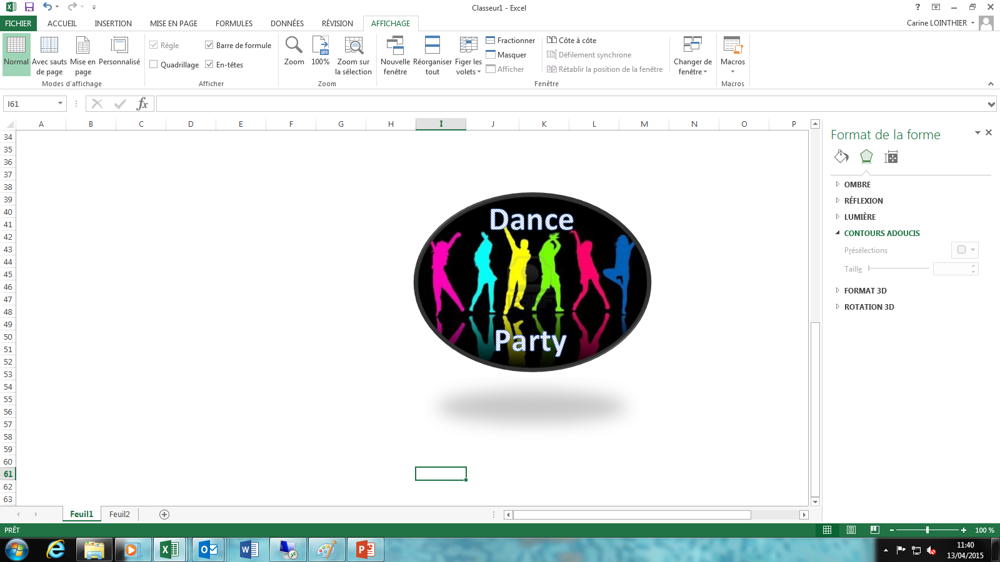 Classeur1 - Excel
FICHIER ACCUEIL INSERTION MISE EN PAGE FORMULES DONNÉES RÉVISION AFFICHAGE Carine LOINTHIER
Normal
Avec sauts de page
Mise en page
Personnalisé
Modes d'affichage
Règle
Barre de formule
Quadrillage
En-têtes
Afficher
Zoom
100
100%
Zoom sur la sélection
Zoom
Nouvelle fenêtre
Réorganiser tout
Figer les volets
Fractionner
Masquer
Afficher
Côte à côte
Défilement synchrone
Rétablir la position de la fenêtre
Fenêtre
Changer de fenêtre
Macros
Macros
I61
fx
A B C D E F G H I J K L M N O P
34
35
36
37
38
39
40
41
42
43
44
45
46
47
48
49
50
51
52
53
54
55
56
57
58
59
60
61
62
63
Dance
Party
Format de la forme
OMBRE
RÉFLEXION
LUMIÈRE
CONTOURS ADOUCIS
Présélections
Taille
FORMAT 3D
ROTATION 3D
Feuil1 Feuil2
PRÊT
100 %
11:40
13/04/2015